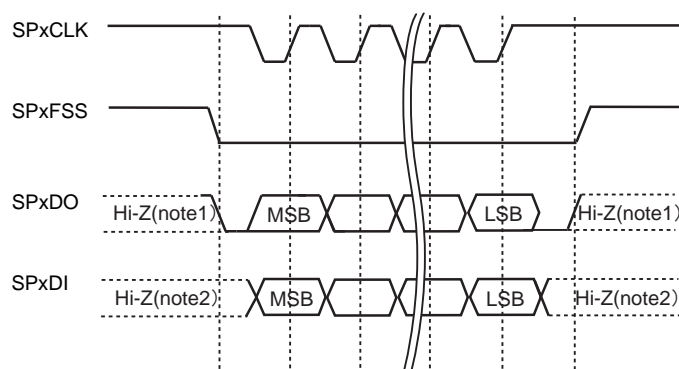 SPxCLK
SPxFSS
SPxDO
Hi-Z(note1)
MSB
LSB
Hi-Z(note1)
SPxDI
Hi-Z(note2)
MSB
LSB
Hi-Z(note2)